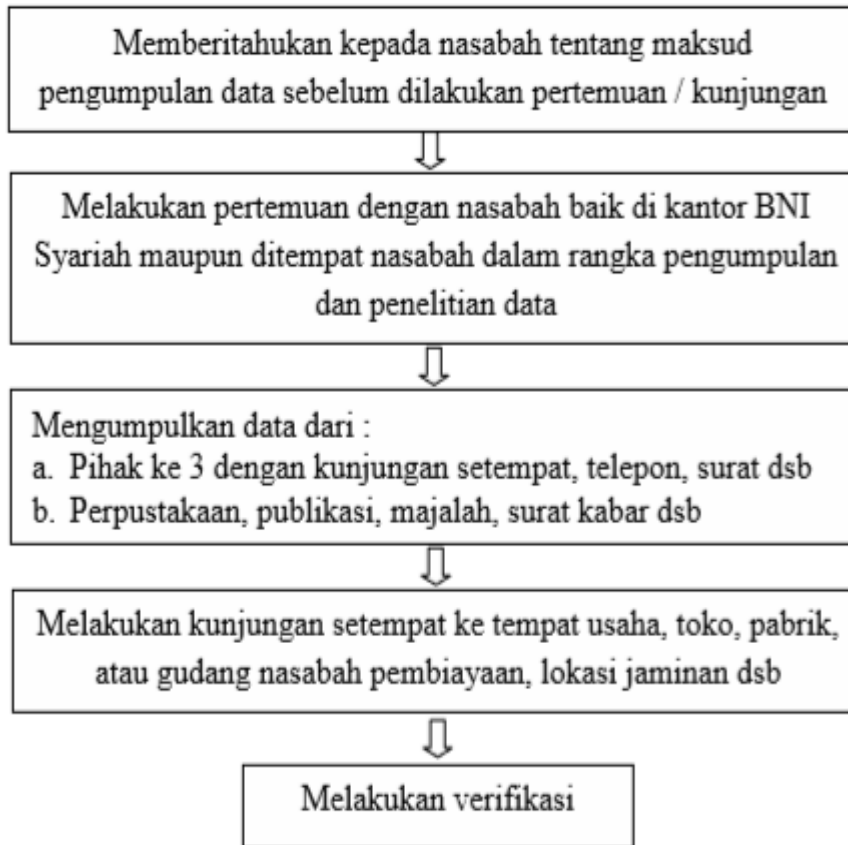 Memberitahukan kepada nasabah tentang maksud
pengumpulan data sebelum dilakukan pertemuan / kunjungan
Melakukan pertemuan dengan nasabah baik di kantor BNI
Syariah maupun ditempat nasabah dalam rangka pengumpulan
dan penelitian data
Mengumpulkan data dari :
a. Pihak ke 3 dengan kunjungan setempat, telepon, surat dsb
b. Perpustakaan, publikasi, majalah, surat kabar dsb
Melakukan kunjungan setempat ke tempat usaha, toko, pabrik,
atau gudang nasabah pembiayaan, lokasi jaminan dsb
Melakukan verifikasi